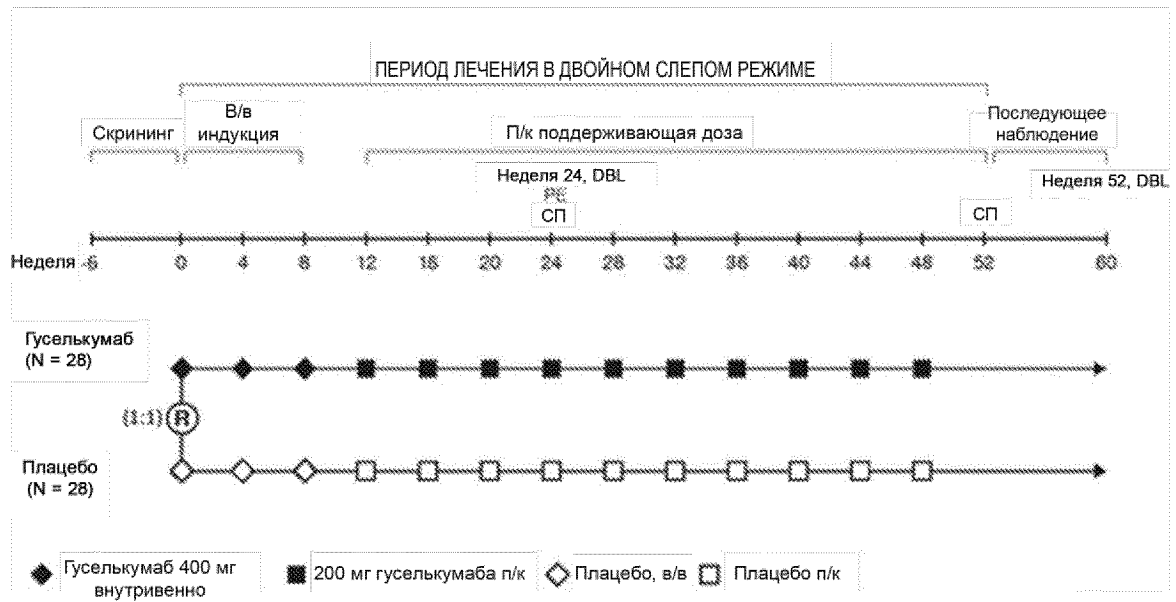 ПЕРИОД ЛЕЧЕНИЯ В ДВОЙНОМ СЛЕПОМ РЕЖИМЕ
Скрининг
В/в
индукция
П/к поддерживающая доза
Последующее
наблюдение
Неделя 24, DBL
PE
СП
СП
Неделя 52, DBL
Неделя -6 0 4 8 12 16 20 24 28 32 36 40 44 48 52 60
Гуселькумаб
(N = 28)
(1:1) R
Плацебо
(N = 28)
Гуселькумаб 400 мг
внутривенно
200 мг гуселькумаба п/к
Плацебо, в/в
Плацебо п/к